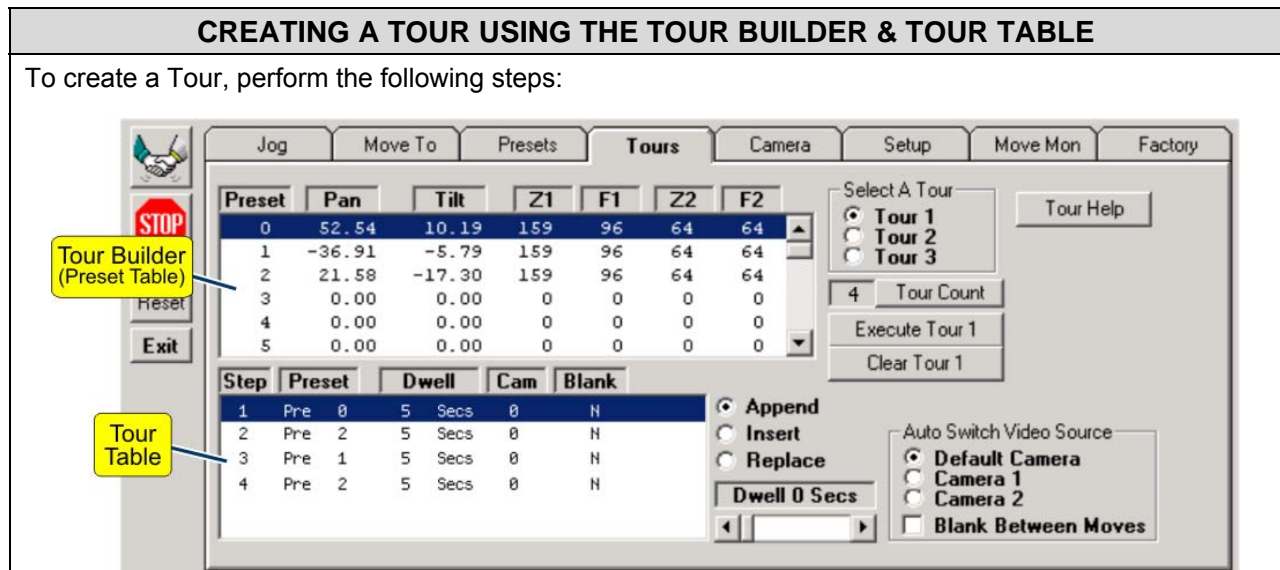 CREATING A TOUR USING THE TOUR BUILDER & TOUR TABLE
To create a Tour, perform the following steps:
Jog Move To Presets Tours Camera Setup Move Mon Factory
STOP
Reset
Exit
Tour Builder
(Preset Table)
Tour
Table
Preset Pan Tilt Z1 F1 Z2 F2
0 52.54 10.19 159 96 64 64
1 -36.91 -5.79 159 96 64 64
2 21.58 -17.30 159 96 64 64
3 0.00 0.00 0 0 0 0
4 0.00 0.00 0 0 0 0
5 0.00 0.00 0 0 0 0
Select A Tour
Tour 1
Tour 2
Tour 3
Tour Help
4 Tour Count
Execute Tour 1
Clear Tour 1
Step Preset Dwell Cam Blank
1 Pre 0 5 Secs 0 N
2 Pre 2 5 Secs 0 N
3 Pre 1 5 Secs 0 N
4 Pre 2 5 Secs 0 N
Append
Insert
Replace
Dwell 0 Secs
Auto Switch Video Source
Default Camera
Camera 1
Camera 2
Blank Between Moves